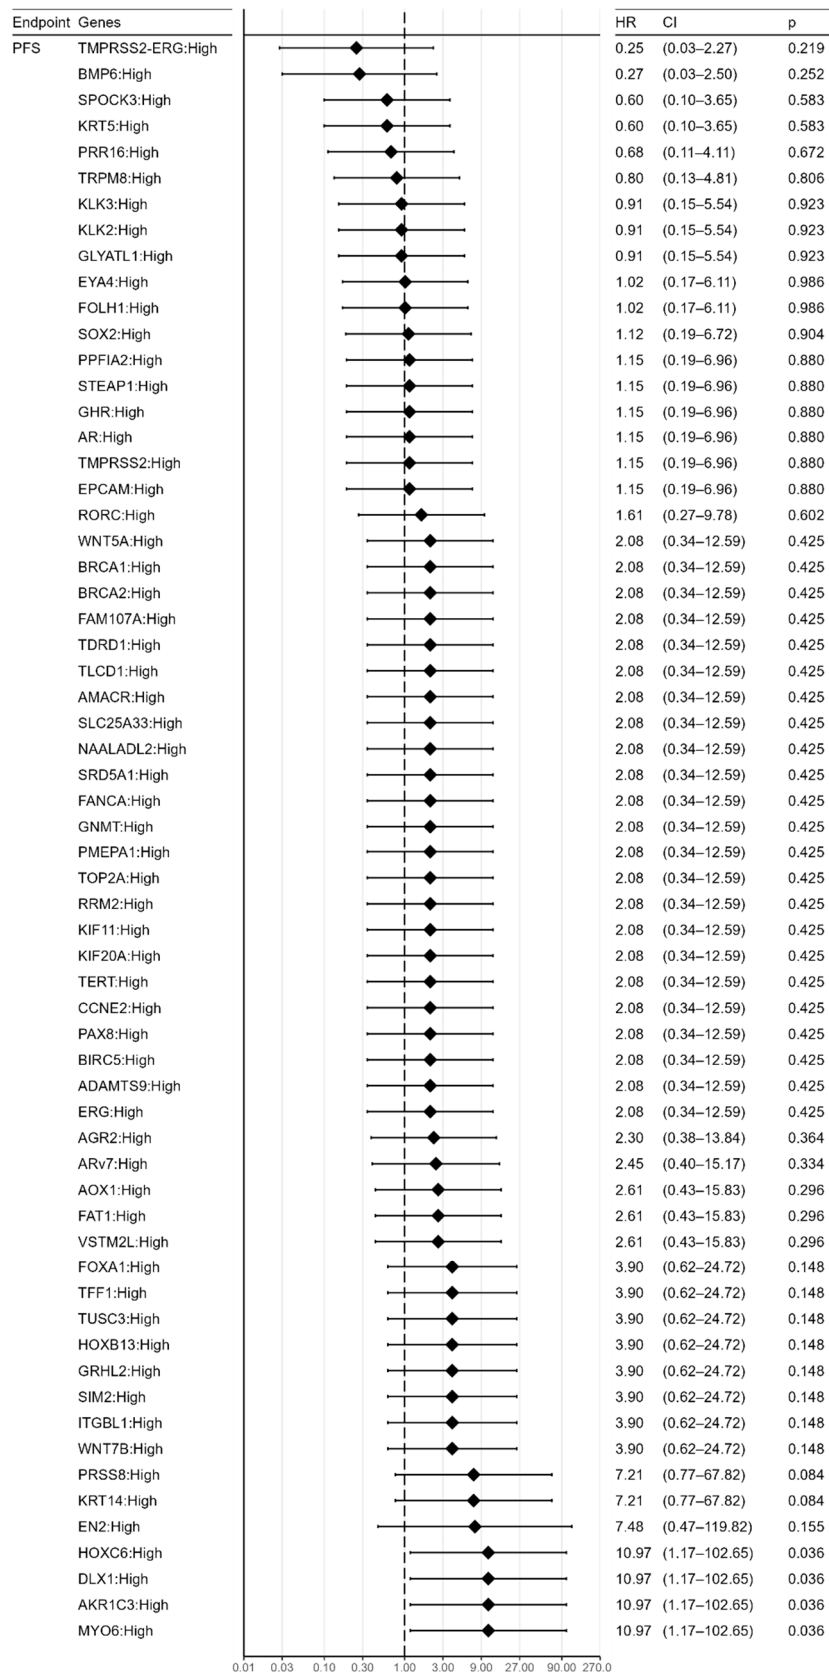 Endpoint Genes HR CI p
PFS TMPRSS2-ERG:High 0.25 (0.03–2.27) 0.219
BMP6:High 0.27 (0.03–2.50) 0.252
SPOCK3:High 0.60 (0.10–3.65) 0.583
KRT5:High 0.60 (0.10–3.65) 0.583
PRR16:High 0.68 (0.11–4.11) 0.672
TRPM8:High 0.80 (0.13–4.81) 0.806
KLK3:High 0.91 (0.15–5.54) 0.923
KLK2:High 0.91 (0.15–5.54) 0.923
GLYATL1:High 0.91 (0.15–5.54) 0.923
EYA4:High 1.02 (0.17–6.11) 0.986
FOLH1:High 1.02 (0.17–6.11) 0.986
SOX2:High 1.12 (0.19–6.72) 0.904
PPFIA2:High 1.15 (0.19–6.96) 0.880
STEAP1:High 1.15 (0.19–6.96) 0.880
GHR:High 1.15 (0.19–6.96) 0.880
AR:High 1.15 (0.19–6.96) 0.880
TMPRSS2:High 1.15 (0.19–6.96) 0.880
EPCAM:High 1.15 (0.19–6.96) 0.880
RORC:High 1.61 (0.27–9.78) 0.602
WNT5A:High 2.08 (0.34–12.59) 0.425
BRCA1:High 2.08 (0.34–12.59) 0.425
BRCA2:High 2.08 (0.34–12.59) 0.425
FAM107A:High 2.08 (0.34–12.59) 0.425
TDRD1:High 2.08 (0.34–12.59) 0.425
TLCD1:High 2.08 (0.34–12.59) 0.425
AMACR:High 2.08 (0.34–12.59) 0.425
SLC25A33:High 2.08 (0.34–12.59) 0.425
NAALADL2:High 2.08 (0.34–12.59) 0.425
SRD5A1:High 2.08 (0.34–12.59) 0.425
FANCA:High 2.08 (0.34–12.59) 0.425
GNMT:High 2.08 (0.34–12.59) 0.425
PMEPA1:High 2.08 (0.34–12.59) 0.425
TOP2A:High 2.08 (0.34–12.59) 0.425
RRM2:High 2.08 (0.34–12.59) 0.425
KIF11:High 2.08 (0.34–12.59) 0.425
KIF20A:High 2.08 (0.34–12.59) 0.425
TERT:High 2.08 (0.34–12.59) 0.425
CCNE2:High 2.08 (0.34–12.59) 0.425
PAX8:High 2.08 (0.34–12.59) 0.425
BIRC5:High 2.08 (0.34–12.59) 0.425
ADAMTS9:High 2.08 (0.34–12.59) 0.425
ERG:High 2.08 (0.34–12.59) 0.425
AGR2:High 2.30 (0.38–13.84) 0.364
ARv7:High 2.45 (0.40–15.17) 0.334
AOX1:High 2.61 (0.43–15.83) 0.296
FAT1:High 2.61 (0.43–15.83) 0.296
VSTM2L:High 2.61 (0.43–15.83) 0.296
FOXA1:High 3.90 (0.62–24.72) 0.148
TFF1:High 3.90 (0.62–24.72) 0.148
TUSC3:High 3.90 (0.62–24.72) 0.148
HOXB13:High 3.90 (0.62–24.72) 0.148
GRHL2:High 3.90 (0.62–24.72) 0.148
SIM2:High 3.90 (0.62–24.72) 0.148
ITGBL1:High 3.90 (0.62–24.72) 0.148
WNT7B:High 3.90 (0.62–24.72) 0.148
PRSS8:High 7.21 (0.77–67.82) 0.084
KRT14:High 7.21 (0.77–67.82) 0.084
EN2:High 7.48 (0.47–119.82) 0.155
HOXC6:High 10.97 (1.17–102.65) 0.036
DLX1:High 10.97 (1.17–102.65) 0.036
AKR1C3:High 10.97 (1.17–102.65) 0.036
MYO6:High 10.97 (1.17–102.65) 0.036
0.01 0.03 0.10 0.30 1.00 3.00 9.00 27.00 90.00 270.0